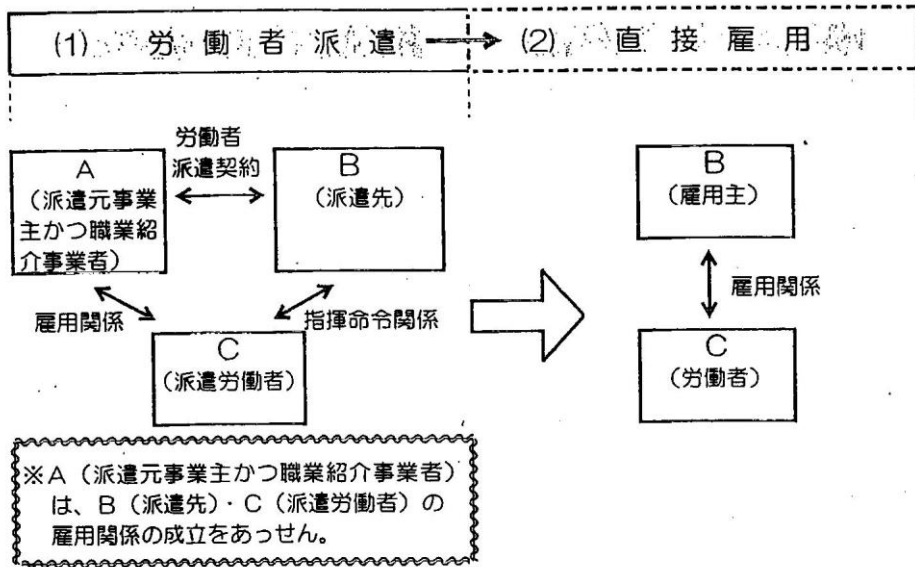 (1) 労働者派遣 → (2) 直接雇用
労働者
派遣契約
A
(派遣元事業
主かつ職業紹
介事業者)
B
(派遣先)
雇用関係
指揮命令関係
C
(派遣労働者)
B
(雇用主)
雇用関係
C
(労働者)
※A(派遣元事業主かつ職業紹介事業者)
は、B(派遣先)・C(派遣労働者)の
雇用関係の成立をあっせん。